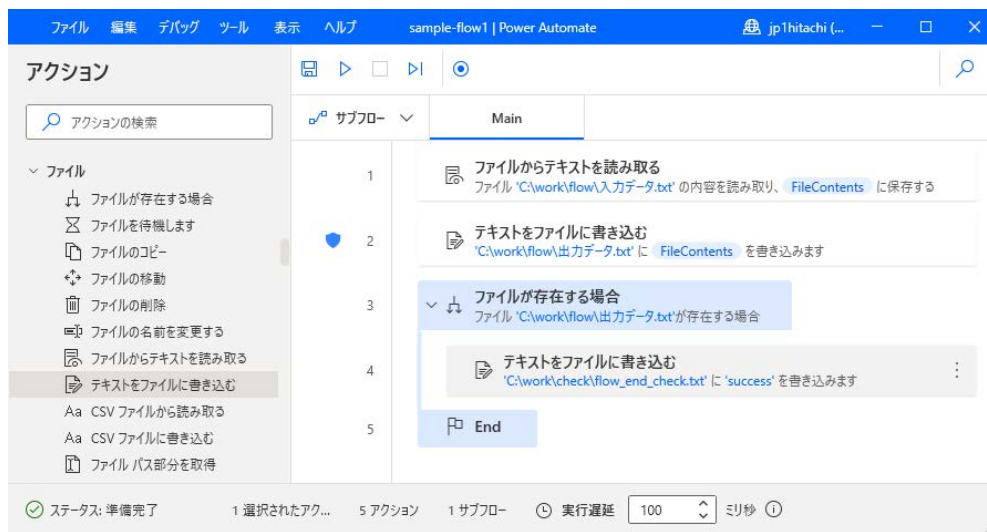 ファイル 編集 デバッグ ツール 表示 ヘルプ sample-flow1 | Power Automate jp1hitachi (...
アクション
アクションの検索
サブフロー Main
ファイル
ファイルが存在する場合
ファイルを待機します
ファイルのコピー
ファイルの移動
ファイルの削除
ファイルの名前を変更する
ファイルからテキストを読み取る
テキストをファイルに書き込む
Aa CSV ファイルから読み取る
Aa CSV ファイルに書き込む
ファイル パス部分を取得
1 ファイルからテキストを読み取る
ファイル 'C:\work\flow\入力データ.txt' の内容を読み取り、 FileContents に保存する
2 テキストをファイルに書き込む
'C:\work\flow\出力データ.txt' に FileContents を書き込みます
3 ファイルが存在する場合
ファイル 'C:\work\flow\出力データ.txt'が存在する場合
4 テキストをファイルに書き込む
'C:\work\check\flow_end_check.txt' に 'success' を書き込みます
5 End
ステータス: 準備完了 1 選択されたアク... 5 アクション 1 サブフロー 実行遅延 100 ミリ秒